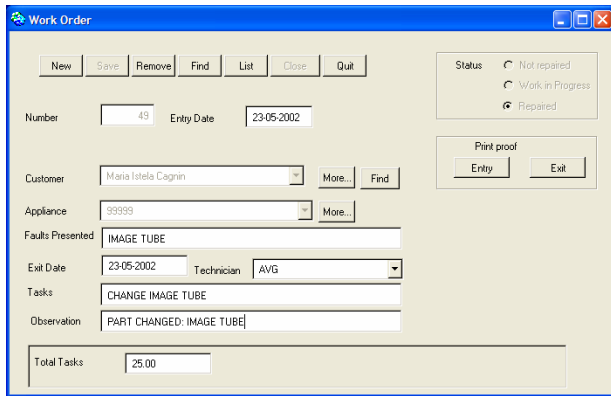 Work Order
New Save Remove Find List Close Quit
Status Not repaired
Work in Progress
Repaired
Number 49 Entry Date 23-05-2002
Print proof
Entry Exit
Customer Maria Istela Cagnin More... Find
Appliance 99999 More...
Faults Presented IMAGE TUBE
Exit Date 23-05-2002 Technician AVG
Tasks CHANGE IMAGE TUBE
Observation PART CHANGED: IMAGE TUBE
Total Tasks 25.00